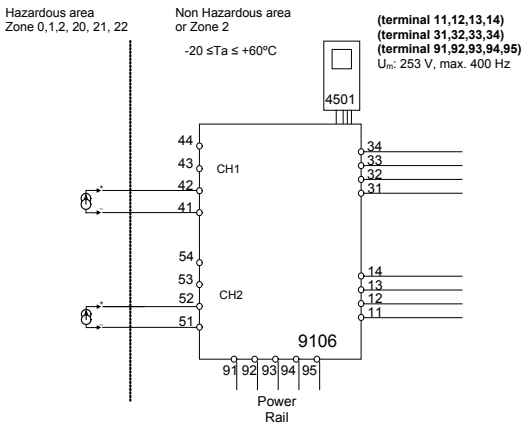 Hazardous area
Zone 0,1,2, 20, 21, 22
Non Hazardous area
or Zone 2
-20 ≤Ta ≤ +60ºC
(terminal 11,12,13,14)
(terminal 31,32,33,34)
(terminal 91,92,93,94,95)
Um: 253 V, max. 400 Hz
4501
44
43
CH1
42
41
34
33
32
31
54
53
CH2
52
51
14
13
12
11
9106
91 92 93 94 95
Power
Rail
+
−
+
−